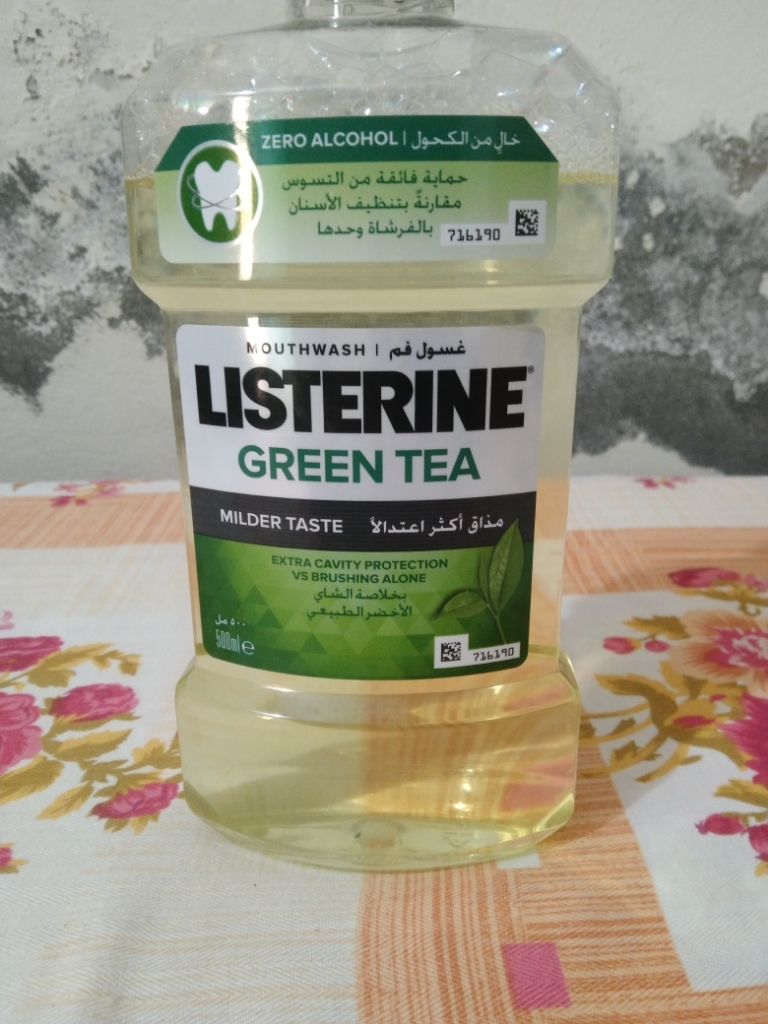 ZERO ALCOHOL | خالٍ من الكحول
حماية فائقة من التسوس
مقارنةً بتنظيف الأسنان
بالفرشاة وحدها
716190
MOUTHWASH | غسول فم
LISTERINE®
GREEN TEA
MILDER TASTE مذاق أكثر اعتدالاً
EXTRA CAVITY PROTECTION
VS BRUSHING ALONE
بخلاصة الشاي
الأخضر الطبيعي
٥٠٠ مل
500ml e
716190